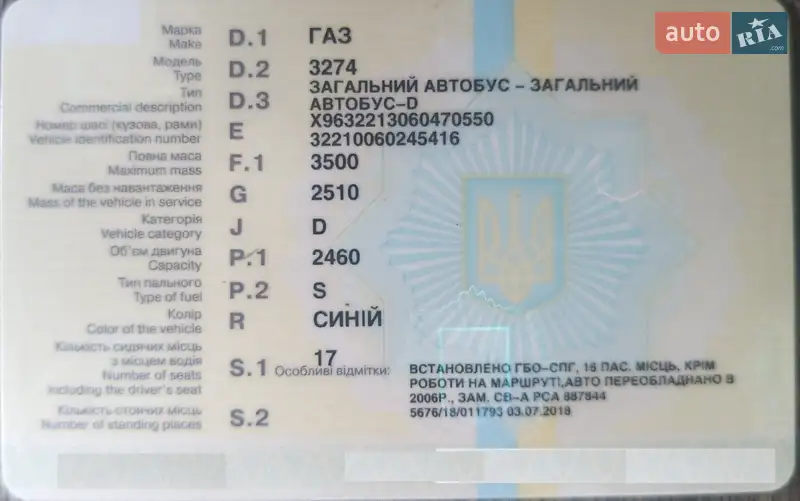 auto RIA.com
Марка
Make D.1 ГАЗ
Модель
Type D.2 3274
Тип
Commercial description D.3 ЗАГАЛЬНИЙ АВТОБУС – ЗАГАЛЬНИЙ
АВТОБУС-D
Номер шасі (кузова, рами)
Vehicle identification number E X9632213060470550
32210060245416
Повна маса
Maximum mass F.1 3500
Маса без навантаження
Mass of the vehicle in service G 2510
Категорія
Vehicle category J D
Об'єм двигуна
Capacity P.1 2460
Тип пального
Type of fuel P.2 S
Колір
Color of the vehicle R СИНІЙ
Кількість сидячих місць
з місцем водія
Number of seats
including the driver's seat S.1 17
Особливі відмітки: ВСТАНОВЛЕНО ГБО-СПГ, 16 ПАС. МІСЦЬ, КРІМ
РОБОТИ НА МАРШРУТІ,АВТО ПЕРЕОБЛАДНАНО В
2006Р., ЗАМ. СВ-А РСА 887844
5676/18/011793 03.07.2018
Кількість стоячих місць
Number of standing places S.2